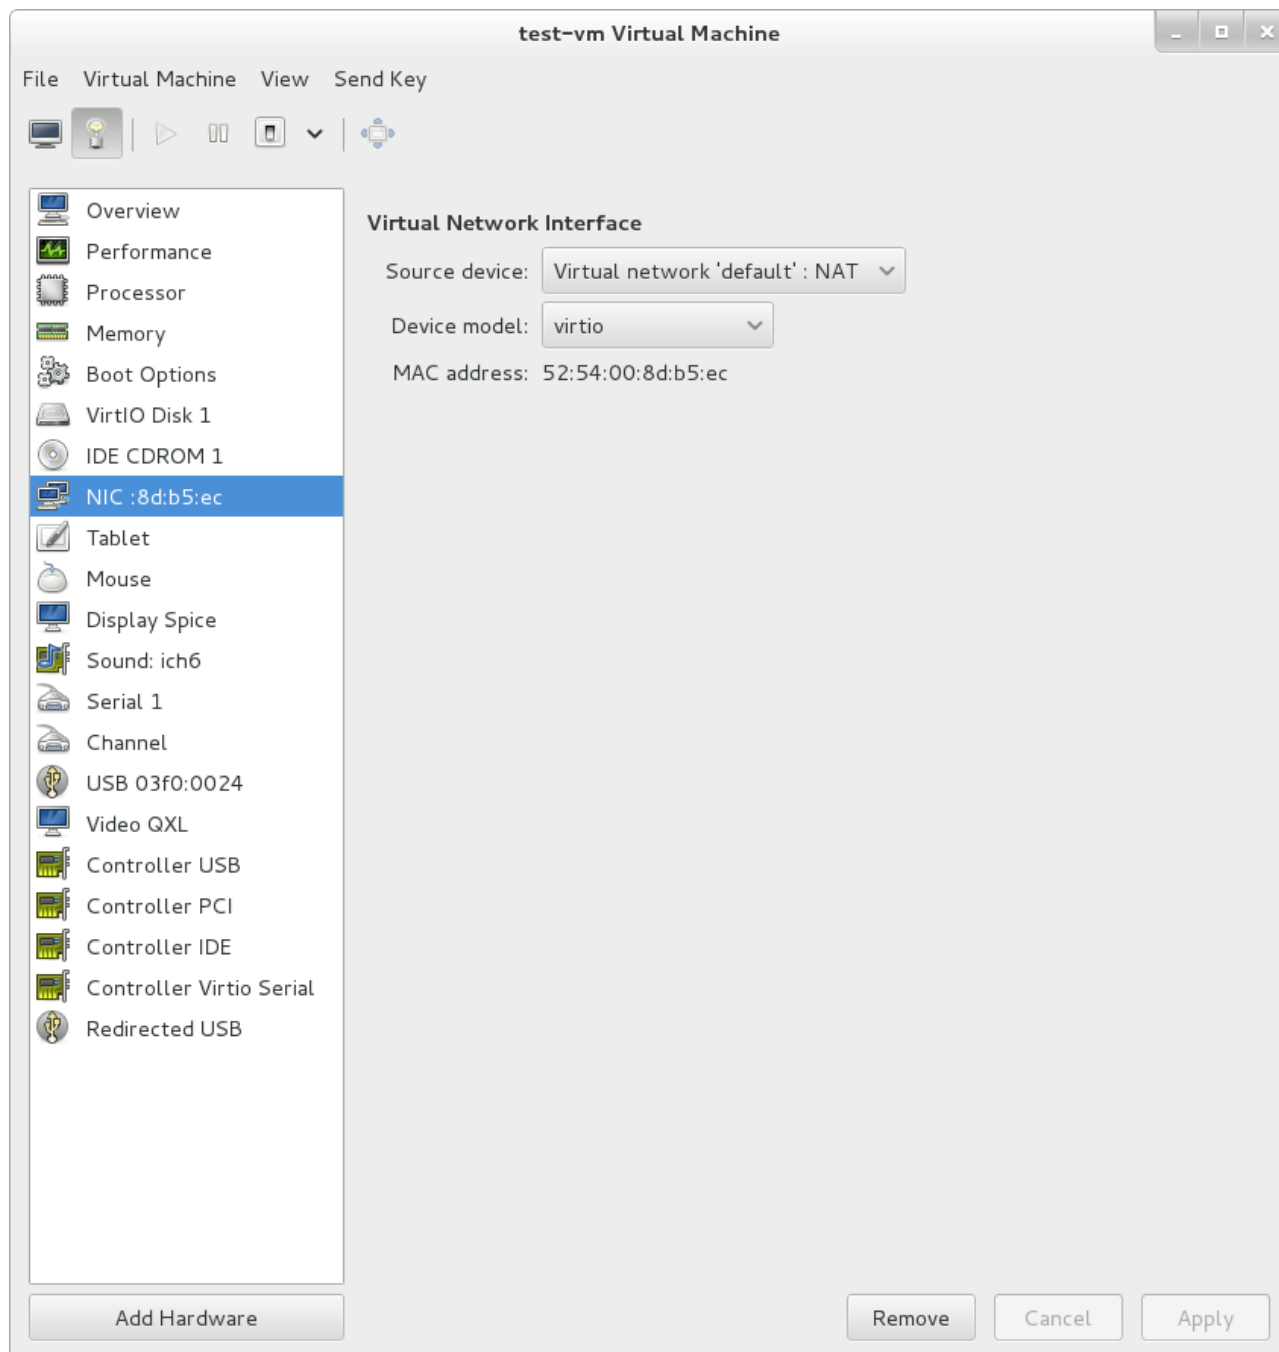 test-vm Virtual Machine
File Virtual Machine View Send Key
Overview
Performance
Processor
Memory
Boot Options
VirtIO Disk 1
IDE CDROM 1
NIC :8d:b5:ec
Tablet
Mouse
Display Spice
Sound: ich6
Serial 1
Channel
USB 03f0:0024
Video QXL
Controller USB
Controller PCI
Controller IDE
Controller Virtio Serial
Redirected USB
Add Hardware
Virtual Network Interface
Source device: Virtual network 'default' : NAT
Device model: virtio
MAC address: 52:54:00:8d:b5:ec
Remove Cancel Apply